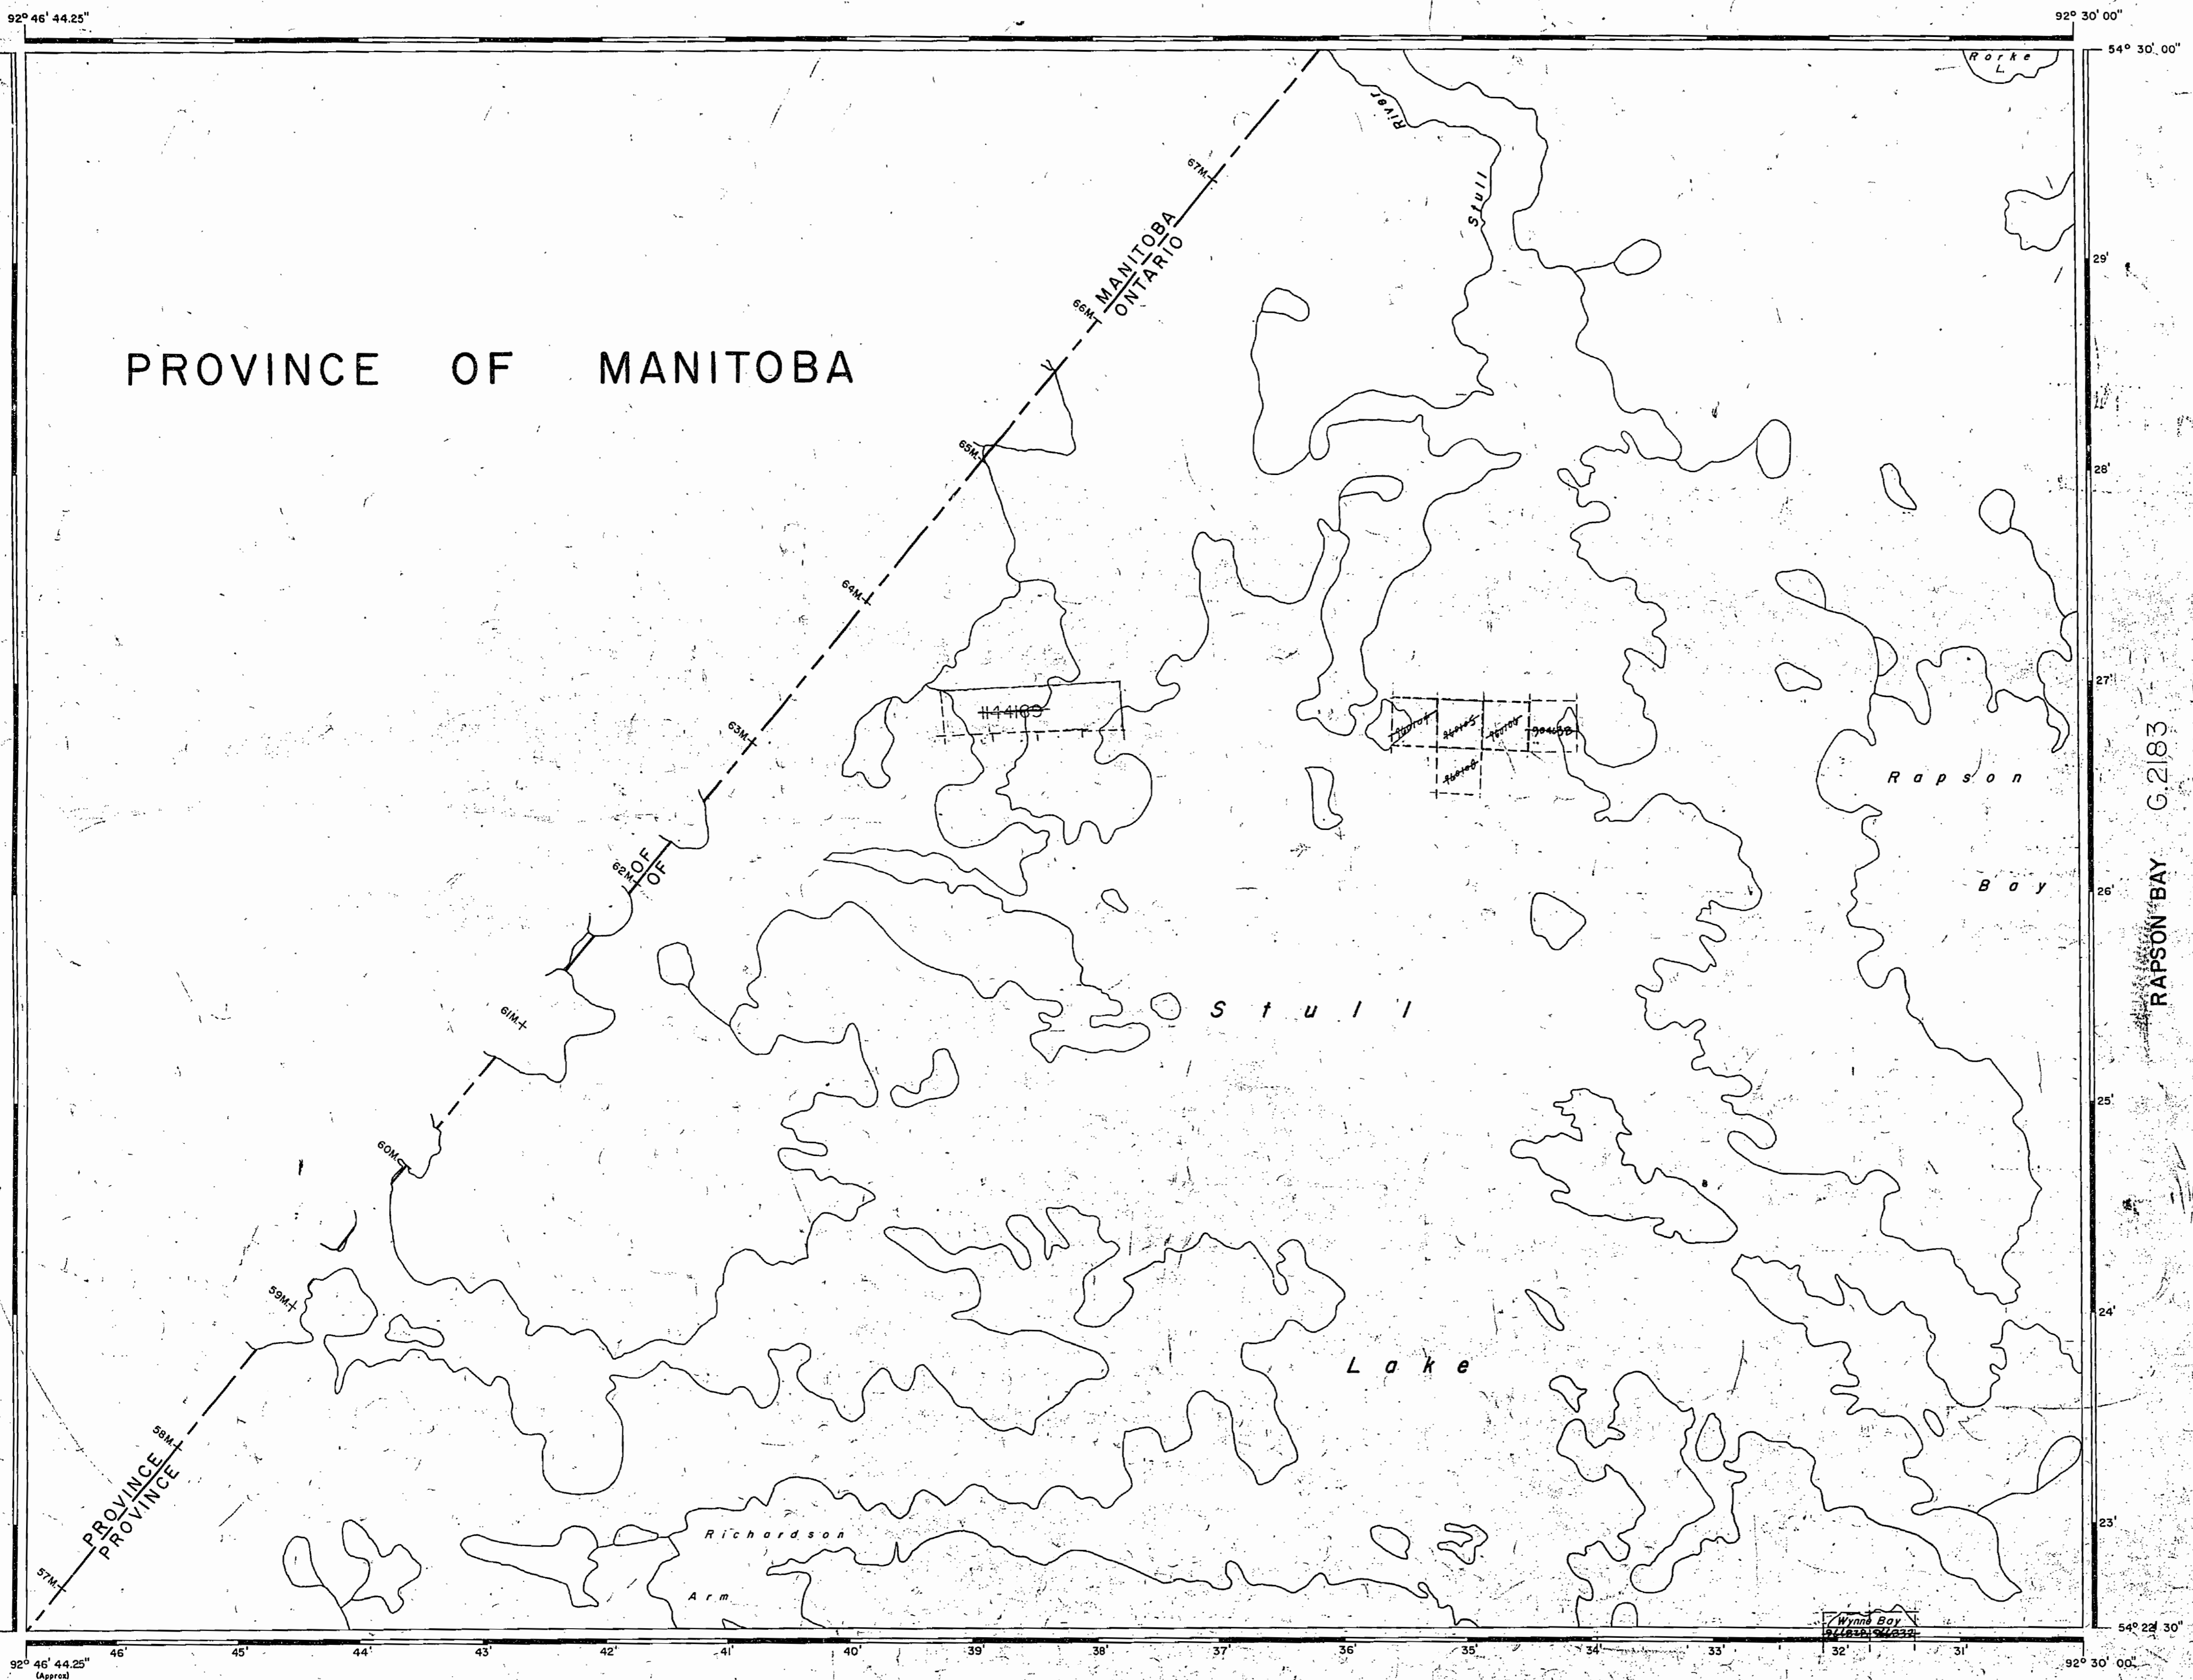 92° 46' 44.25"
92° 30' 00"
54° 30' 00"
Rorke
L
River
Stull
67M.
MANITOBA
ONTARIO
66M.
29'
PROVINCE OF MANITOBA
65M.
28'
64M.
27'
1144169
63M.
Rapson
Bay
RAPSON BAY G.2183
OF
OF
62M.
26'
Stull
61M.
25'
60M.
59M.
24'
Lake
58M.
PROVINCE
PROVINCE
23'
Richardson
Arm
57M.
Wynne Bay
54° 22' 30"
46' 45' 44' 43' 42' 41' 40' 39' 38' 37' 36' 35' 34' 33' 32' 31'
92° 46' 44.25"
(Approx)
92° 30' 00"